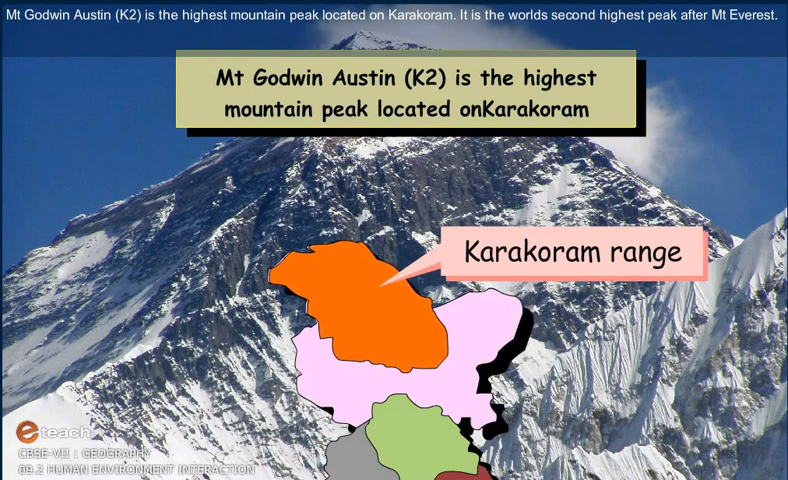 Mt Godwin Austin (K2) is the highest mountain peak located on Karakoram. It is the worlds second highest peak after Mt Everest.
Mt Godwin Austin (K2) is the highest
mountain peak located onKarakoram
Karakoram range
e teach
CBSE-VII : GEOGRAPHY
09.2 HUMAN ENVIRONMENT INTERACTION